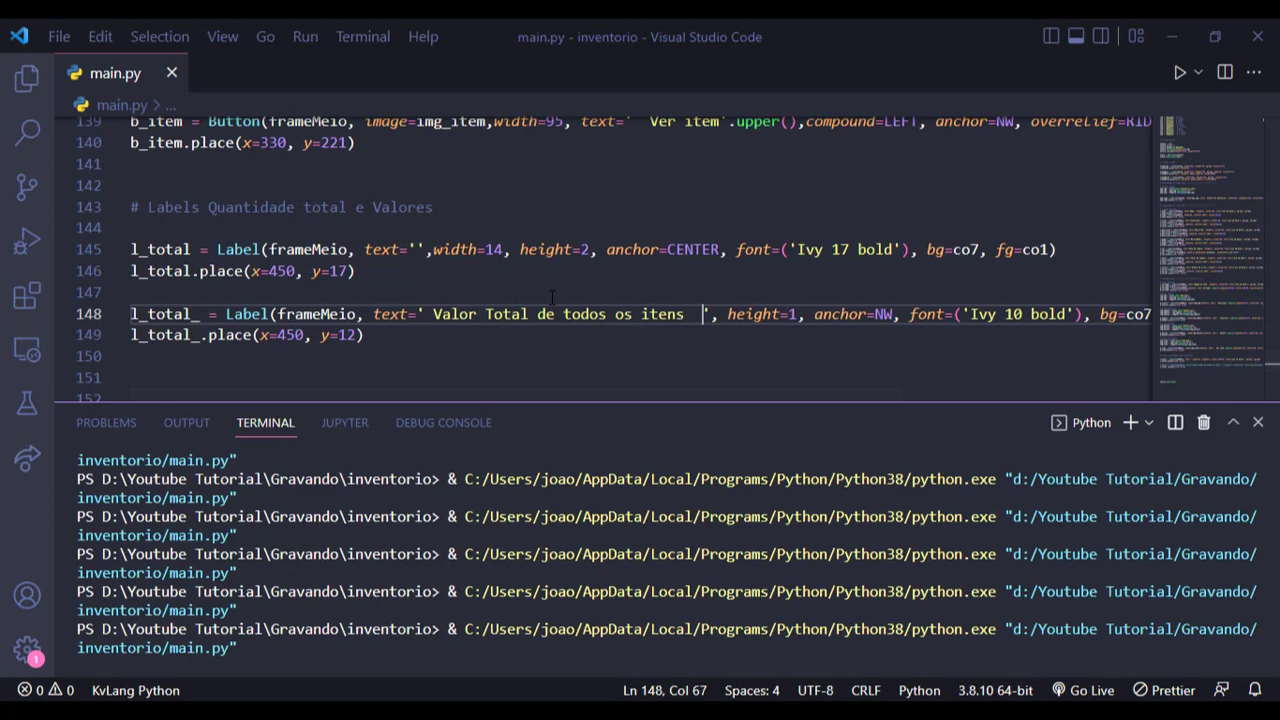 File Edit Selection View Go Run Terminal Help main.py - inventorio - Visual Studio Code
main.py
main.py > ...
139 b_item = Button(frameMeio, image=img_item,width=95, text='  Ver item'.upper(),compound=LEFT, anchor=NW, overrelief=RID
140 b_item.place(x=330, y=221)
141
142
143 # Labels Quantidade total e Valores
144
145 l_total = Label(frameMeio, text='',width=14, height=2, anchor=CENTER, font=('Ivy 17 bold'), bg=co7, fg=co1)
146 l_total.place(x=450, y=17)
147
148 l_total_ = Label(frameMeio, text=' Valor Total de todos os itens  ', height=1, anchor=NW, font=('Ivy 10 bold'), bg=co7
149 l_total_.place(x=450, y=12)
150
151
152
PROBLEMS OUTPUT TERMINAL JUPYTER DEBUG CONSOLE Python
inventorio/main.py"
PS D:\Youtube Tutorial\Gravando\inventorio> & C:/Users/joao/AppData/Local/Programs/Python/Python38/python.exe "d:/Youtube Tutorial/Gravando/
inventorio/main.py"
PS D:\Youtube Tutorial\Gravando\inventorio> & C:/Users/joao/AppData/Local/Programs/Python/Python38/python.exe "d:/Youtube Tutorial/Gravando/
inventorio/main.py"
PS D:\Youtube Tutorial\Gravando\inventorio> & C:/Users/joao/AppData/Local/Programs/Python/Python38/python.exe "d:/Youtube Tutorial/Gravando/
inventorio/main.py"
PS D:\Youtube Tutorial\Gravando\inventorio> & C:/Users/joao/AppData/Local/Programs/Python/Python38/python.exe "d:/Youtube Tutorial/Gravando/
inventorio/main.py"
PS D:\Youtube Tutorial\Gravando\inventorio> & C:/Users/joao/AppData/Local/Programs/Python/Python38/python.exe "d:/Youtube Tutorial/Gravando/
inventorio/main.py"
1
0 0 KvLang Python Ln 148, Col 67 Spaces: 4 UTF-8 CRLF Python 3.8.10 64-bit Go Live Prettier